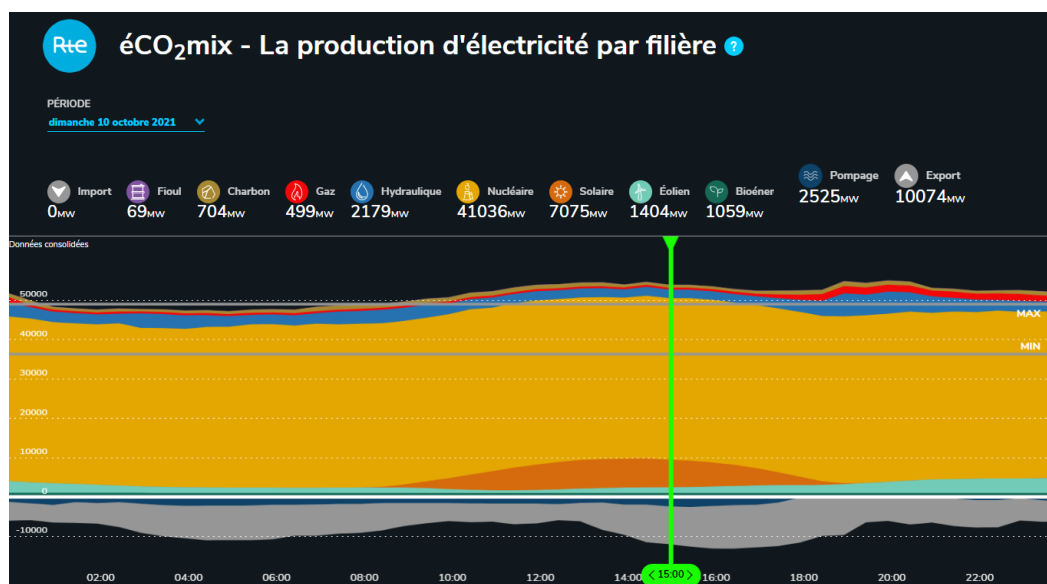 Rte
éCO2mix - La production d'électricité par filière ?
PÉRIODE
dimanche 10 octobre 2021
Import
0MW
Fioul
69MW
Charbon
704MW
Gaz
499MW
Hydraulique
2179MW
Nucléaire
41036MW
Solaire
7075MW
Éolien
1404MW
Bioéner
1059MW
Pompage
2525MW
Export
10074MW
Données consolidées
50000
MAX
40000
MIN
30000
20000
10000
0
-10000
02:00 04:00 06:00 08:00 10:00 12:00 14:00 < 15:00 > 16:00 18:00 20:00 22:00